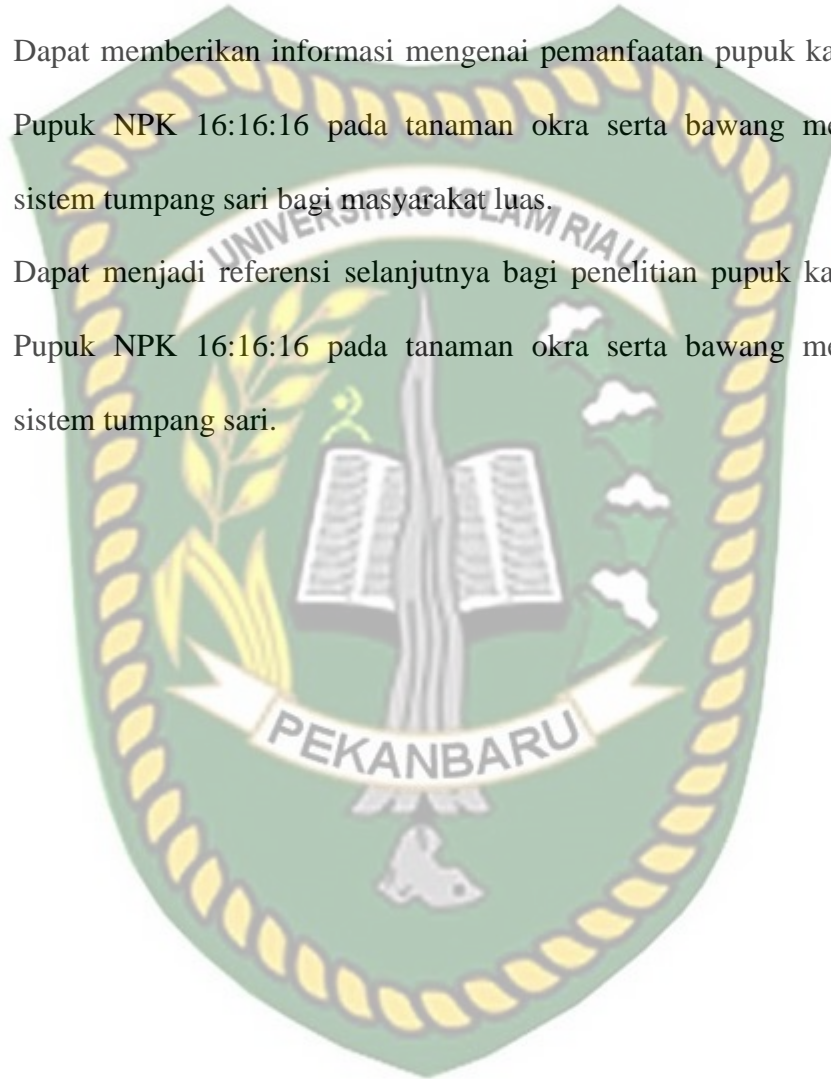 Dapat memberikan informasi mengenai pemanfaatan pupuk ka
Pupuk NPK 16:16:16 pada tanaman okra serta bawang me
sistem tumpang sari bagi masyarakat luas.
UNIVERSITAS ISLAM RIAU
Dapat menjadi referensi selanjutnya bagi penelitian pupuk ka
Pupuk NPK 16:16:16 pada tanaman okra serta bawang me
sistem tumpang sari.
PEKANBARU